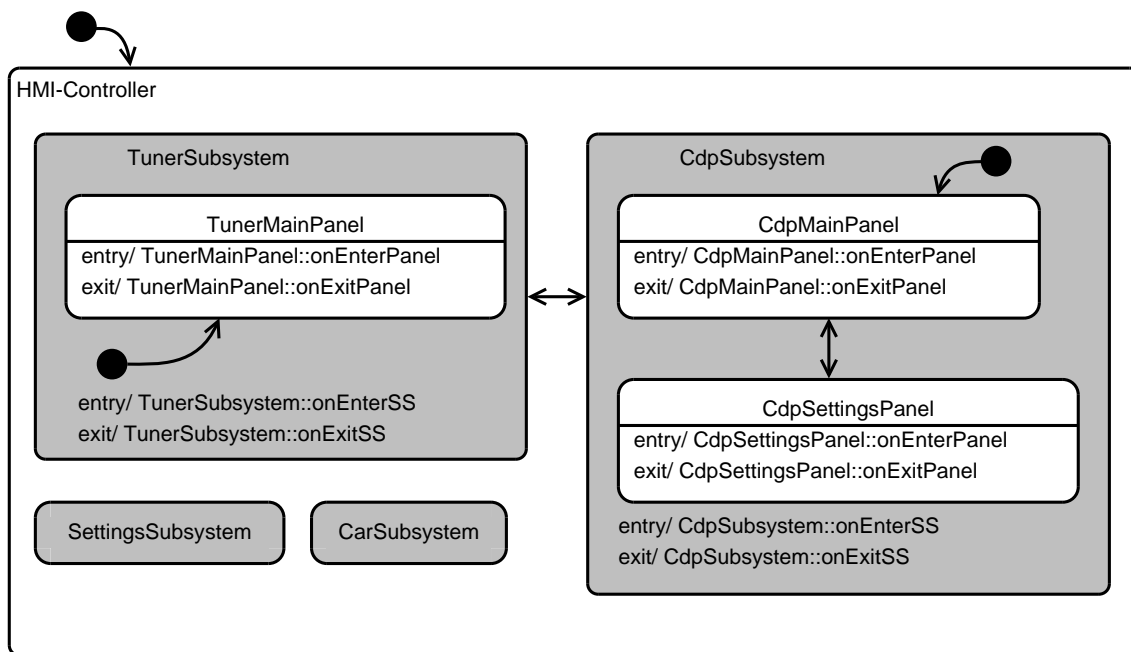 HMI-Controller
TunerSubsystem
TunerMainPanel
entry/ TunerMainPanel::onEnterPanel
exit/ TunerMainPanel::onExitPanel
entry/ TunerSubsystem::onEnterSS
exit/ TunerSubsystem::onExitSS
CdpSubsystem
CdpMainPanel
entry/ CdpMainPanel::onEnterPanel
exit/ CdpMainPanel::onExitPanel
CdpSettingsPanel
entry/ CdpSettingsPanel::onEnterPanel
exit/ CdpSettingsPanel::onExitPanel
entry/ CdpSubsystem::onEnterSS
exit/ CdpSubsystem::onExitSS
SettingsSubsystem
CarSubsystem